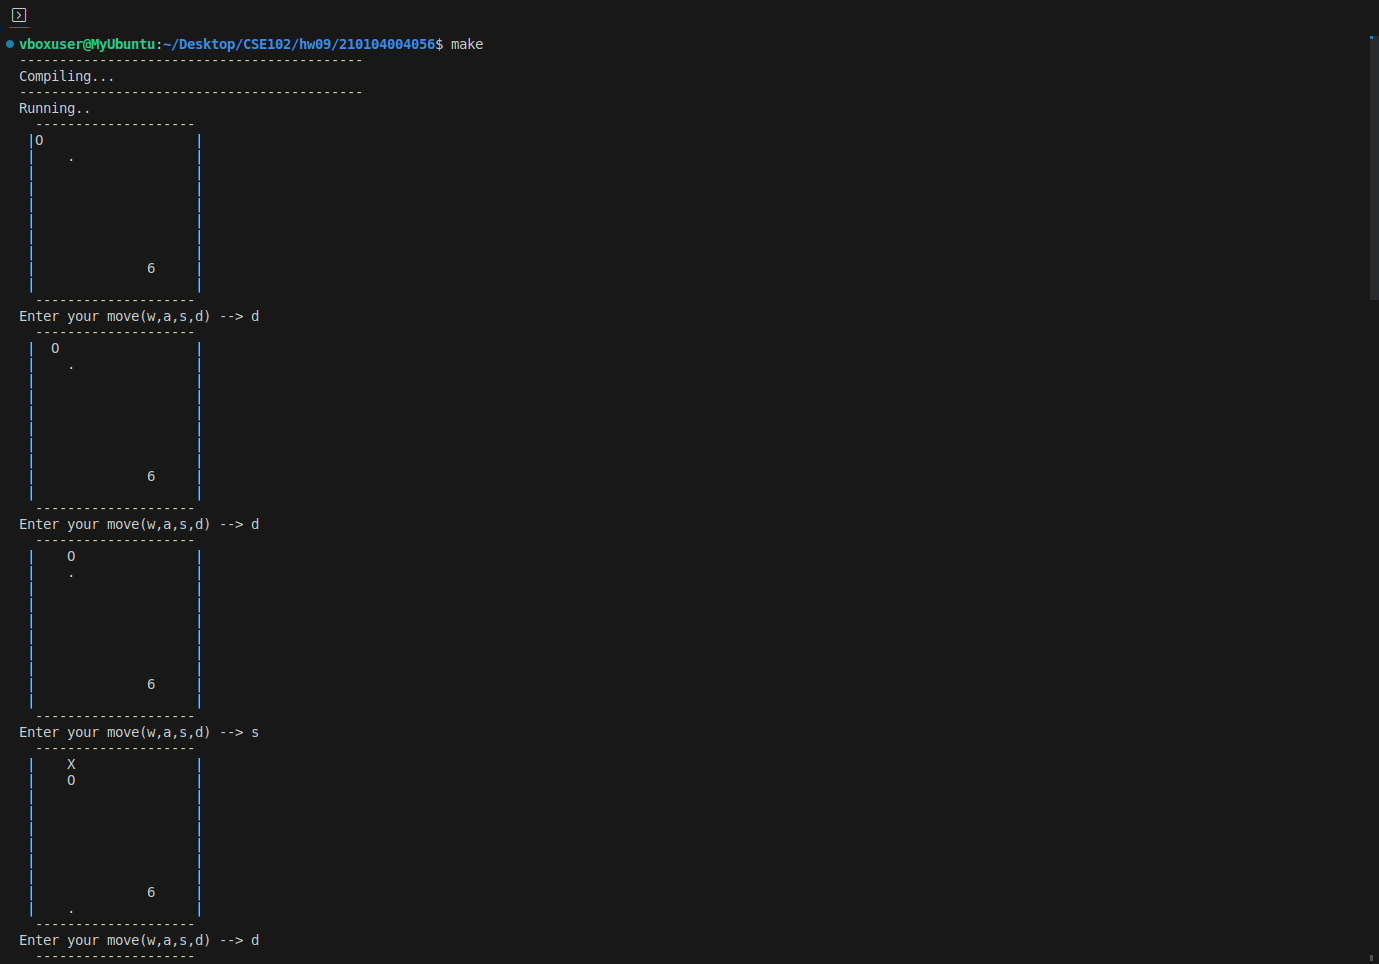 vboxuser@MyUbuntu:~/Desktop/CSE102/hw09/210104004056$ make
-------------------------------------------
Compiling...
-------------------------------------------
Running..
  --------------------
 |O                   |
 |    .               |
 |                    |
 |                    |
 |                    |
 |                    |
 |                    |
 |                    |
 |              6     |
 |                    |
  --------------------
Enter your move(w,a,s,d) --> d
  --------------------
 |  O                 |
 |    .               |
 |                    |
 |                    |
 |                    |
 |                    |
 |                    |
 |                    |
 |              6     |
 |                    |
  --------------------
Enter your move(w,a,s,d) --> d
  --------------------
 |    O               |
 |    .               |
 |                    |
 |                    |
 |                    |
 |                    |
 |                    |
 |                    |
 |              6     |
 |                    |
  --------------------
Enter your move(w,a,s,d) --> s
  --------------------
 |    X               |
 |    O               |
 |                    |
 |                    |
 |                    |
 |                    |
 |                    |
 |                    |
 |              6     |
 |    .               |
  --------------------
Enter your move(w,a,s,d) --> d
  --------------------